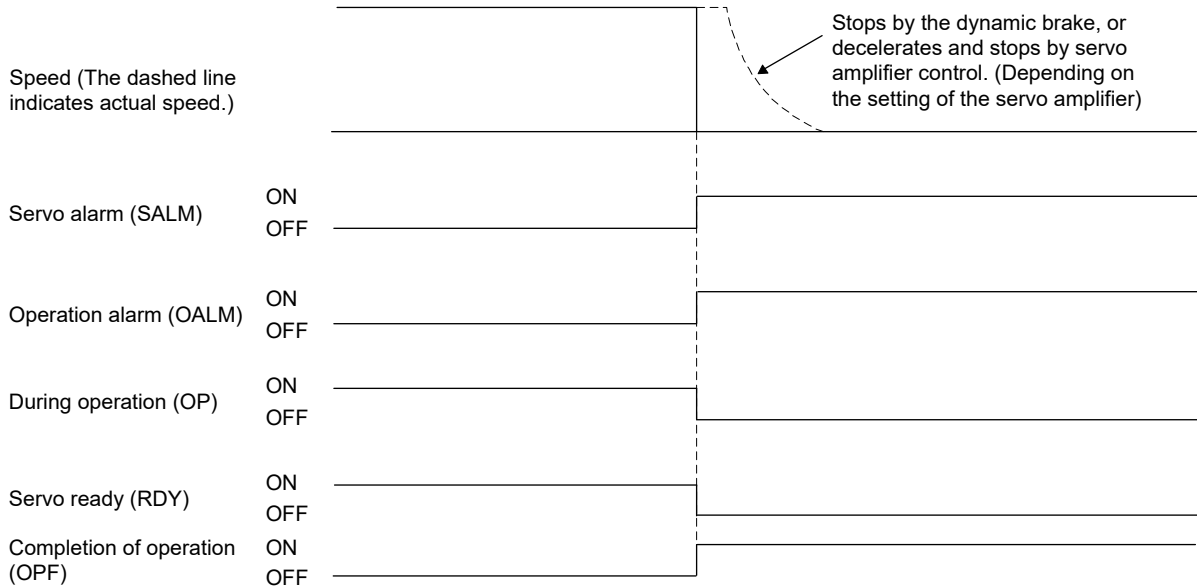 Stops by the dynamic brake, or
decelerates and stops by servo
amplifier control. (Depending on
the setting of the servo amplifier)
Speed (The dashed line
indicates actual speed.)
Servo alarm (SALM)
ON
OFF
Operation alarm (OALM)
ON
OFF
During operation (OP)
ON
OFF
Servo ready (RDY)
ON
OFF
Completion of operation
(OPF)
ON
OFF